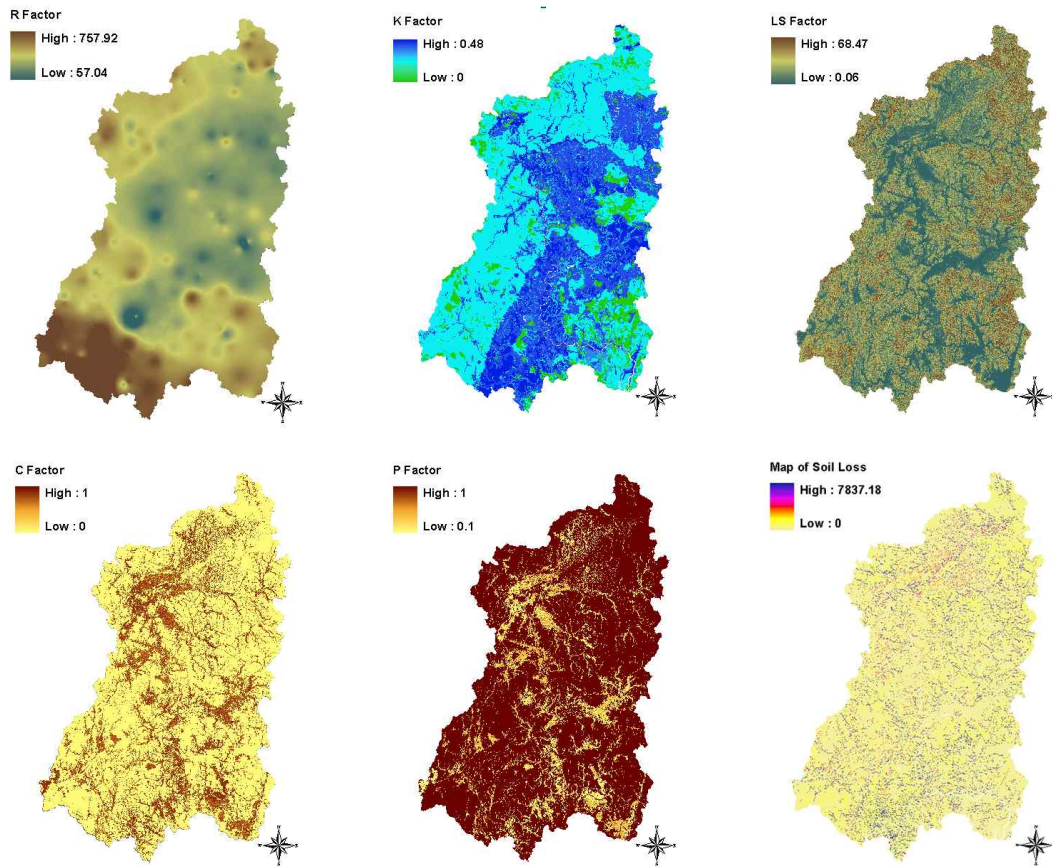 R Factor
High : 757.92
Low : 57.04
K Factor
High : 0.48
Low : 0
LS Factor
High : 68.47
Low : 0.06
C Factor
High : 1
Low : 0
P Factor
High : 1
Low : 0.1
Map of Soil Loss
High : 7837.18
Low : 0